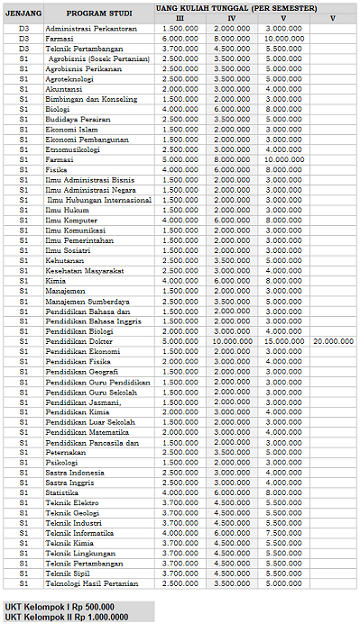 JENJANG PROGRAM STUDI UANG KULIAH TUNGGAL (PER SEMESTER)
III IV V V
D3 Administrasi Perkantoran 1.500.000 2.000.000 3.000.000
D3 Farmasi 6.000.000 8.000.000 10.000.000
D3 Teknik Pertambangan 3.700.000 4.500.000 5.500.000
S1 Agrobisnis (Sosek Pertanian) 2.500.000 3.500.000 5.000.000
S1 Agrobisnis Perikanan 2.500.000 3.500.000 5.000.000
S1 Agroteknologi 2.500.000 3.500.000 5.000.000
S1 Akuntansi 2.000.000 3.000.000 4.000.000
S1 Bimbingan dan Konseling 1.500.000 2.000.000 3.000.000
S1 Biologi 4.000.000 6.000.000 8.000.000
S1 Budidaya Perairan 2.500.000 3.500.000 5.000.000
S1 Ekonomi Islam 1.500.000 2.000.000 3.000.000
S1 Ekonomi Pembangunan 1.500.000 2.000.000 3.000.000
S1 Etnomusikologi 2.500.000 3.000.000 4.000.000
S1 Farmasi 5.000.000 8.000.000 10.000.000
S1 Fisika 4.000.000 6.000.000 8.000.000
S1 Ilmu Administrasi Bisnis 1.500.000 2.000.000 3.000.000
S1 Ilmu Administrasi Negara 1.500.000 2.000.000 3.000.000
S1 Ilmu Hubungan Internasional 1.500.000 2.000.000 3.000.000
S1 Ilmu Hukum 1.500.000 2.000.000 3.000.000
S1 Ilmu Komputer 4.000.000 6.000.000 8.000.000
S1 Ilmu Komunikasi 1.500.000 2.000.000 3.000.000
S1 Ilmu Pemerintahan 1.500.000 2.000.000 3.000.000
S1 Ilmu Sosiatri 1.500.000 2.000.000 3.000.000
S1 Kehutanan 2.500.000 3.500.000 5.000.000
S1 Kesehatan Masyarakat 2.500.000 3.000.000 4.000.000
S1 Kimia 4.000.000 6.000.000 8.000.000
S1 Manajemen 1.500.000 2.000.000 3.000.000
S1 Manajemen Sumberdaya 2.500.000 3.500.000 5.000.000
S1 Pendidikan Bahasa dan 1.500.000 2.000.000 3.000.000
S1 Pendidikan Bahasa Inggris 1.500.000 2.000.000 3.000.000
S1 Pendidikan Biologi 2.000.000 3.000.000 4.000.000
S1 Pendidikan Dokter 5.000.000 10.000.000 15.000.000 20.000.000
S1 Pendidikan Ekonomi 1.500.000 2.000.000 3.000.000
S1 Pendidikan Fisika 2.000.000 3.000.000 4.000.000
S1 Pendidikan Geografi 1.500.000 2.000.000 3.000.000
S1 Pendidikan Guru Pendidikan 1.500.000 2.000.000 3.000.000
S1 Pendidikan Guru Sekolah 1.500.000 2.000.000 3.000.000
S1 Pendidikan Jasmani, 1.500.000 2.000.000 3.000.000
S1 Pendidikan Kimia 2.000.000 3.000.000 4.000.000
S1 Pendidikan Luar Sekolah 1.500.000 2.000.000 3.000.000
S1 Pendidikan Matematika 2.000.000 3.000.000 4.000.000
S1 Pendidikan Pancasila dan 1.500.000 2.000.000 3.000.000
S1 Peternakan 2.500.000 3.500.000 5.000.000
S1 Psikologi 1.500.000 2.000.000 3.000.000
S1 Sastra Indonesia 2.500.000 3.000.000 4.000.000
S1 Sastra Inggris 2.500.000 3.000.000 4.000.000
S1 Statistika 4.000.000 6.000.000 8.000.000
S1 Teknik Elektro 3.700.000 4.500.000 5.500.000
S1 Teknik Geologi 3.700.000 4.500.000 5.500.000
S1 Teknik Industri 3.700.000 4.500.000 5.500.000
S1 Teknik Informatika 4.000.000 6.000.000 7.500.000
S1 Teknik Kimia 3.700.000 4.500.000 5.500.000
S1 Teknik Lingkungan 3.700.000 4.500.000 5.500.000
S1 Teknik Pertambangan 3.700.000 4.500.000 5.500.000
S1 Teknik Sipil 3.700.000 4.500.000 5.500.000
S1 Teknologi Hasil Pertanian 2.500.000 3.500.000 5.000.000
UKT Kelompok I Rp 500.000
UKT Kelompok II Rp 1.000.0000